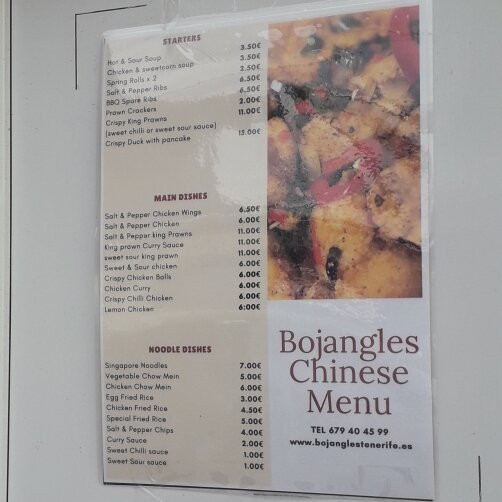 STARTERS
Hot & Sour Soup 3.50€
Chicken & sweetcorn soup 3.50€
Spring Rolls x 2 2.50€
Salt & Pepper Ribs 6.50€
BBQ Spare Ribs 6.50€
Prawn Crackers 2.00€
Crispy King Prawns 11.00€
(sweet chilli or sweet sour sauce)
Crispy Duck with pancake 15.00€
MAIN DISHES
Salt & Pepper Chicken Wings 6.50€
Salt & Pepper Chicken 6.00€
Salt & Pepper king Prawns 11.00€
King prawn Curry Sauce 11.00€
sweet sour king prawn 11.00€
Sweet & Sour chicken 6.00€
Crispy Chicken Balls 6.00€
Chicken Curry 6.00€
Crispy Chilli Chicken 6.00€
Lemon Chicken 6:00€
NOODLE DISHES
Singapore Noodles 7.00€
Vegetable Chow Mein 5.00€
Chicken Chow Mein 6.00€
Egg Fried Rice 3.00€
Chicken Fried Rice 4.50€
Special Fried Rice 5.00€
Salt & Pepper Chips 4.00€
Curry Sauce 2.00€
Sweet Chilli sauce 1.00€
Sweet Sour sauce 1.00€
Bojangles
Chinese
Menu
TEL 679 40 45 99
www.bojanglestenerife.es